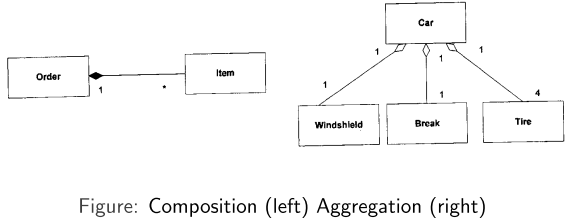 Car
1 1 1
Order 1 * Item
1 1 4
Windshield Break Tire
Figure: Composition (left) Aggregation (right)